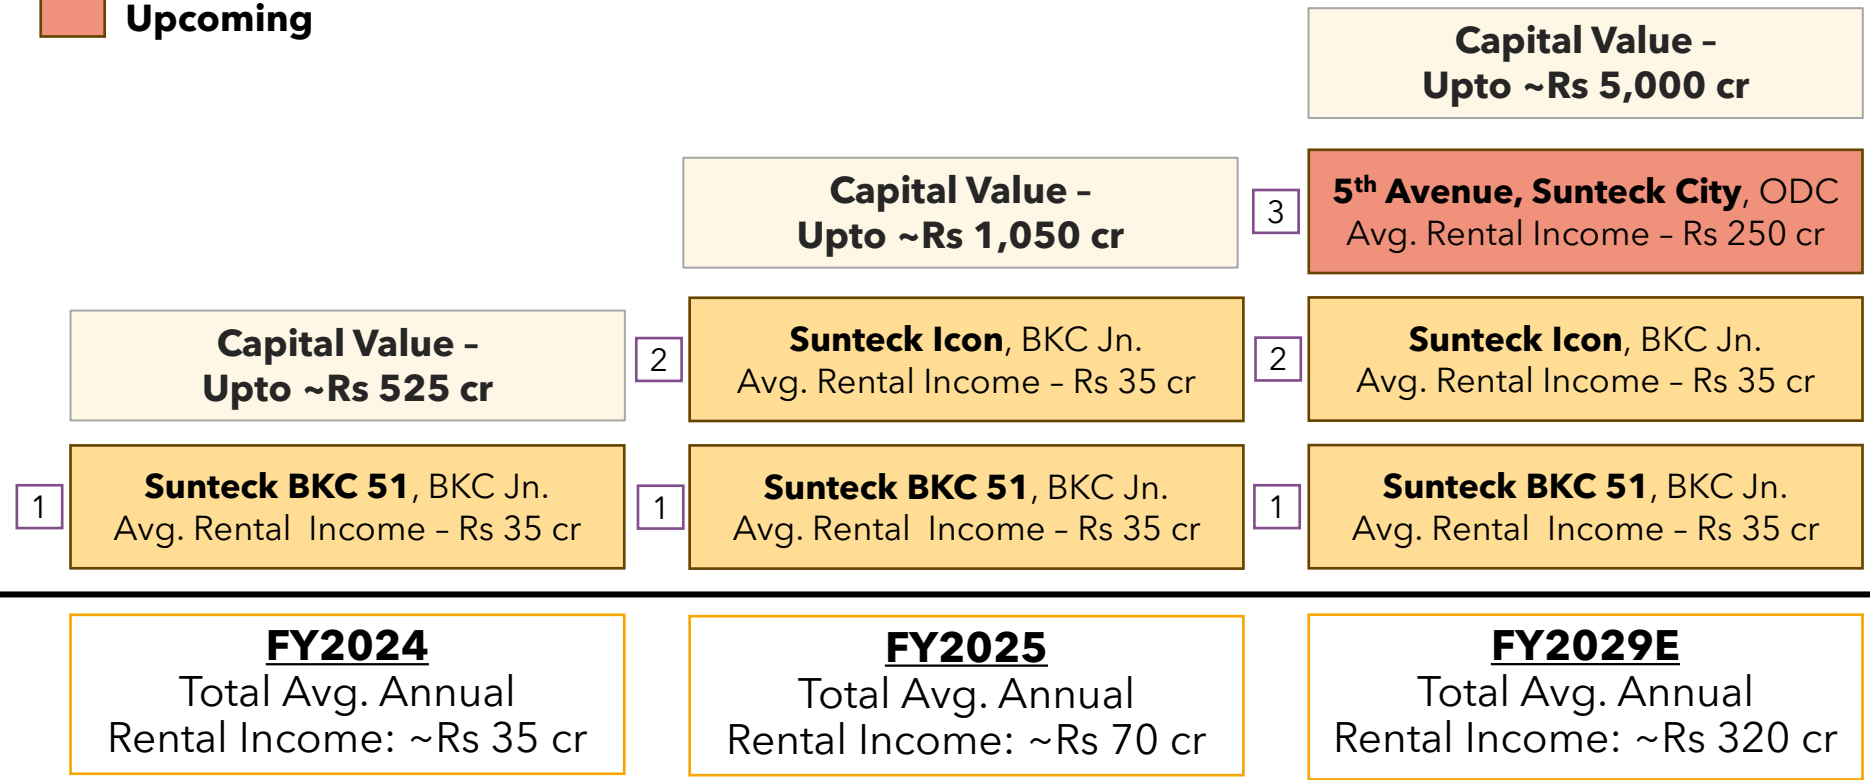 Upcoming
Capital Value –
Upto ~Rs 5,000 cr
Capital Value –
Upto ~Rs 1,050 cr
3
5th Avenue, Sunteck City, ODC
Avg. Rental Income – Rs 250 cr
Capital Value –
Upto ~Rs 525 cr
2
Sunteck Icon, BKC Jn.
Avg. Rental Income – Rs 35 cr
2
Sunteck Icon, BKC Jn.
Avg. Rental Income – Rs 35 cr
1
Sunteck BKC 51, BKC Jn.
Avg. Rental Income – Rs 35 cr
1
Sunteck BKC 51, BKC Jn.
Avg. Rental Income – Rs 35 cr
1
Sunteck BKC 51, BKC Jn.
Avg. Rental Income – Rs 35 cr
FY2024
Total Avg. Annual
Rental Income: ~Rs 35 cr
FY2025
Total Avg. Annual
Rental Income: ~Rs 70 cr
FY2029E
Total Avg. Annual
Rental Income: ~Rs 320 cr